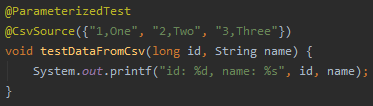 @ParameterizedTest
@CsvSource({"1,One", "2,Two", "3,Three"})
void testDataFromCsv(long id, String name) {
    System.out.printf("id: %d, name: %s", id, name);
}